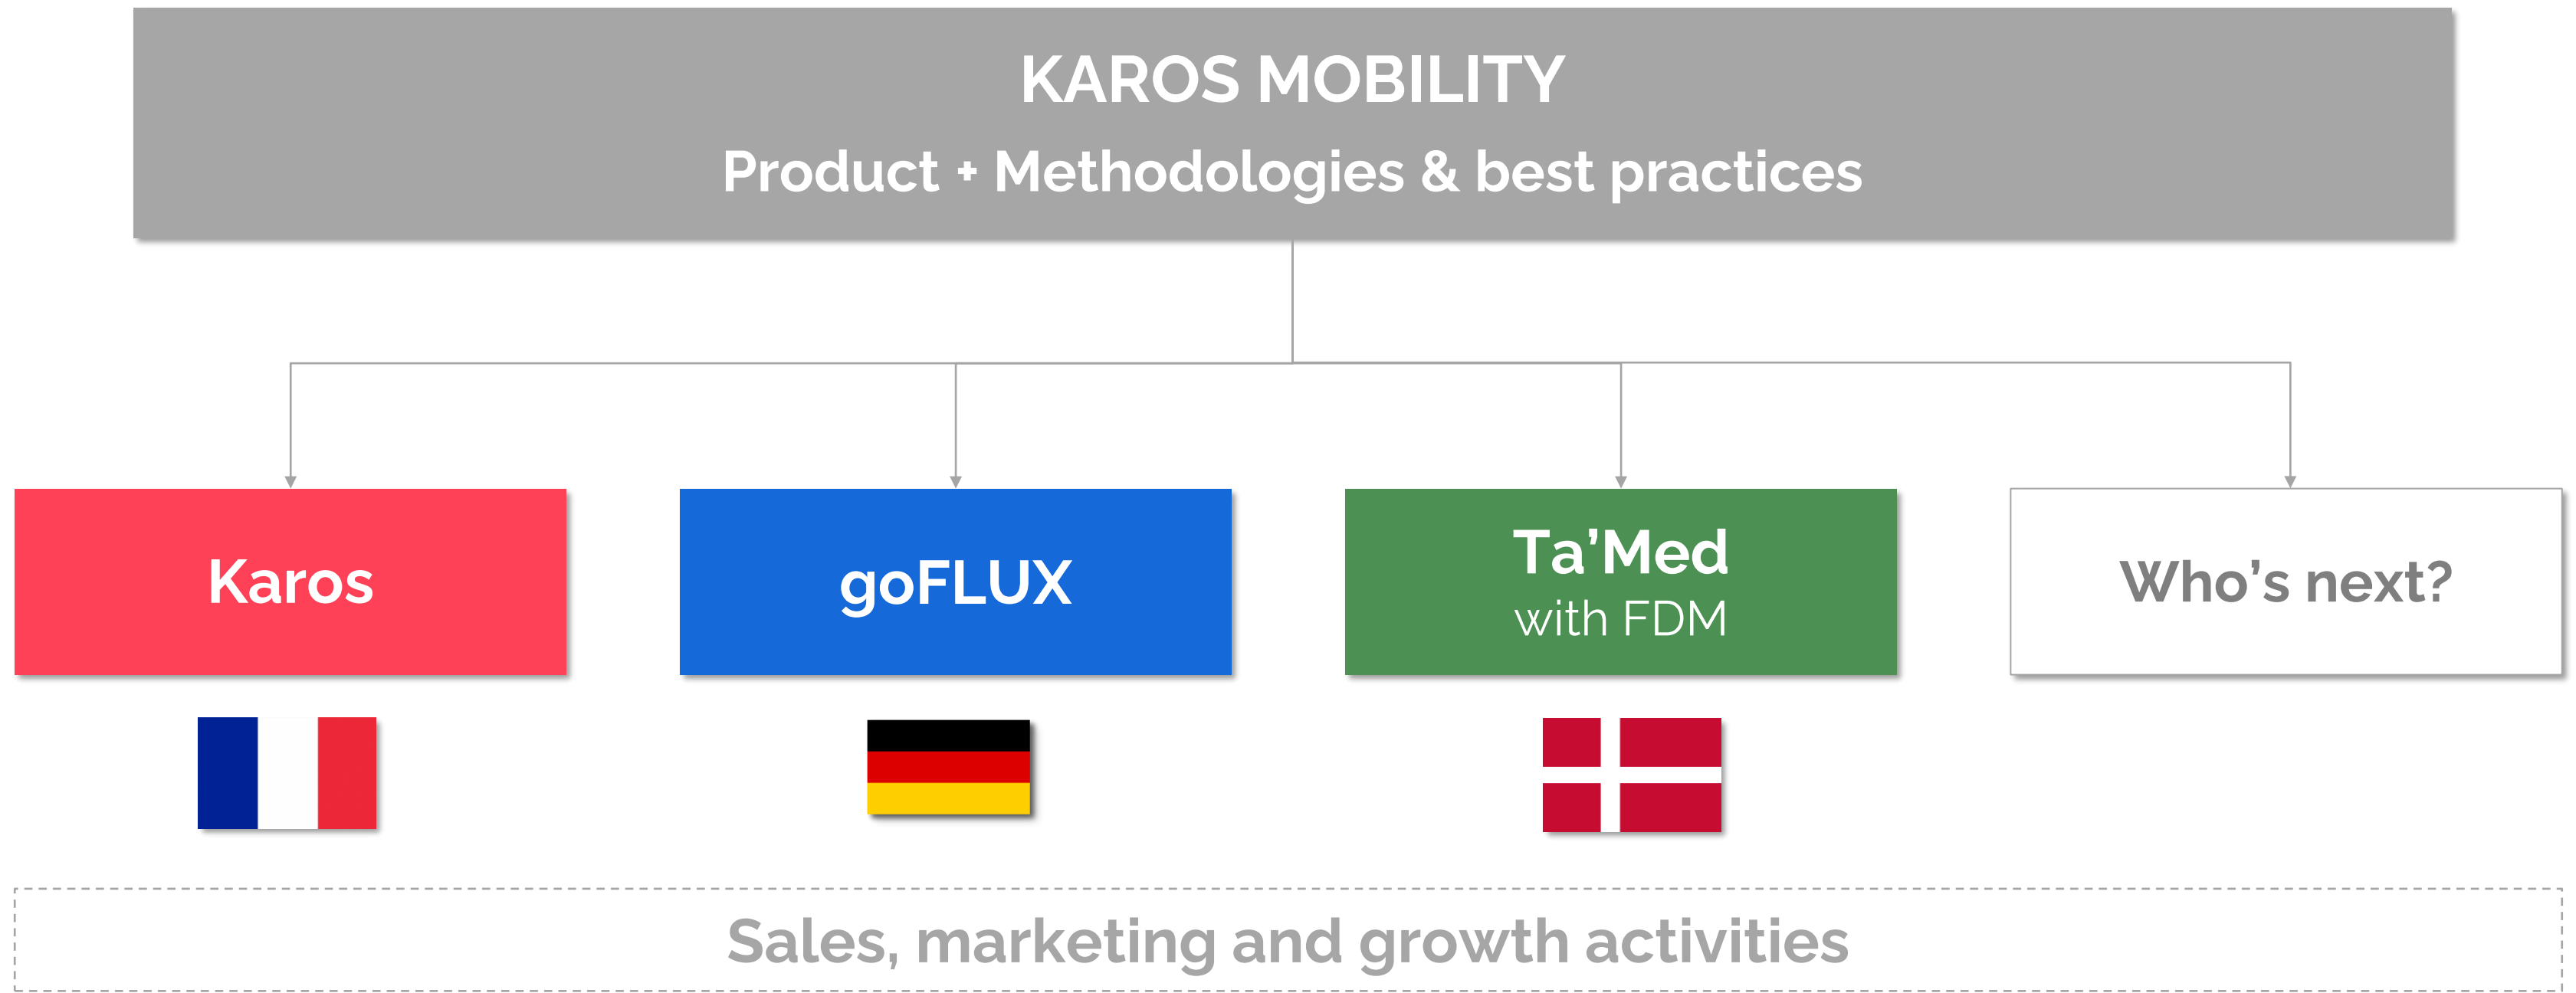 KAROS MOBILITY
Product + Methodologies & best practices
Karos
goFLUX
Ta’Med
with FDM
Who’s next?
Sales, marketing and growth activities